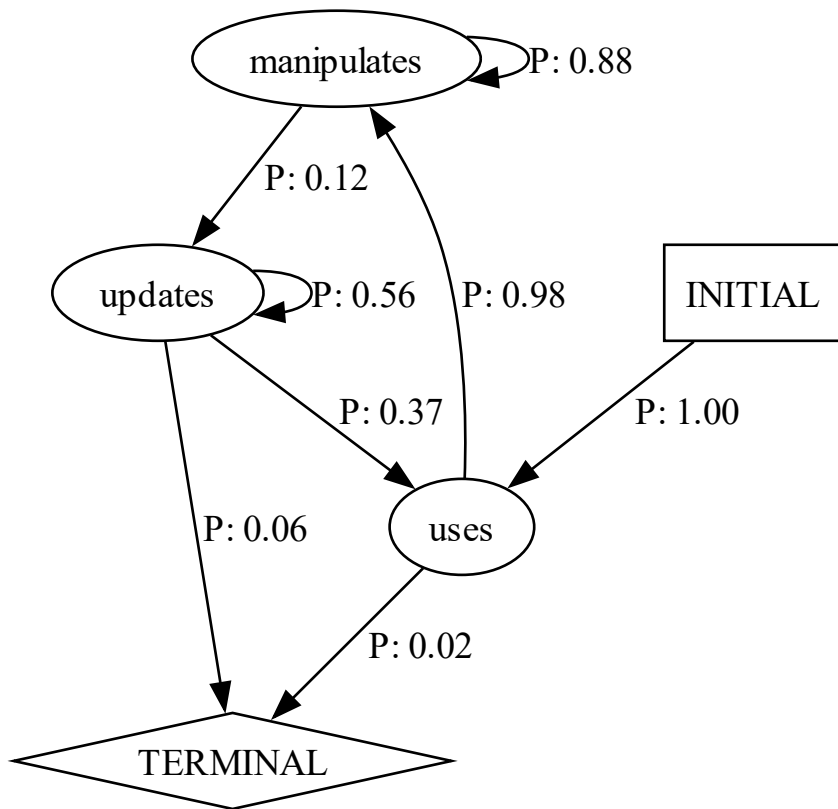 manipulates
P: 0.88
P: 0.12
updates
P: 0.56
P: 0.98
INITIAL
P: 0.37
P: 1.00
P: 0.06
uses
P: 0.02
TERMINAL